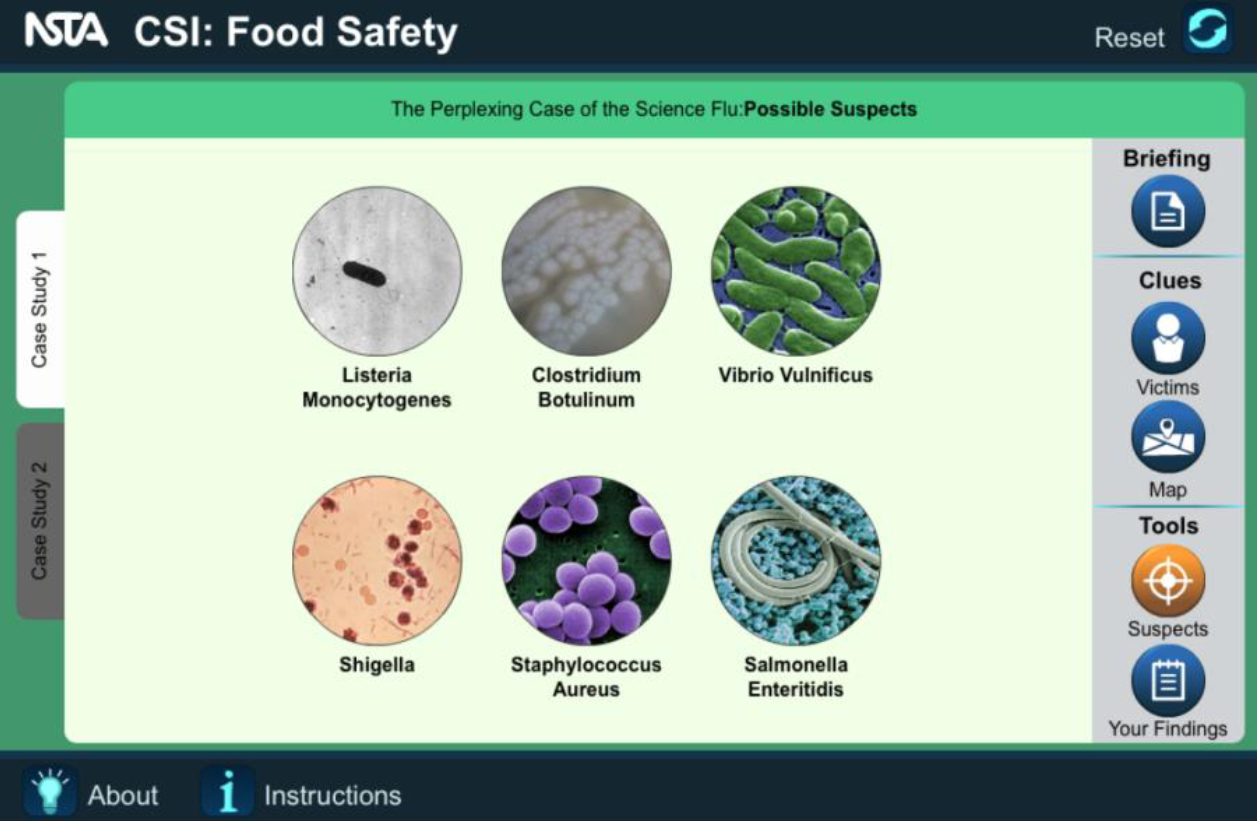 NSTA CSI: Food Safety
Reset
The Perplexing Case of the Science Flu:Possible Suspects
Case Study 1
Case Study 2
Listeria
Monocytogenes
Clostridium
Botulinum
Vibrio Vulnificus
Shigella
Staphylococcus
Aureus
Salmonella
Enteritidis
Briefing
Clues
Victims
Map
Tools
Suspects
Your Findings
About
i Instructions